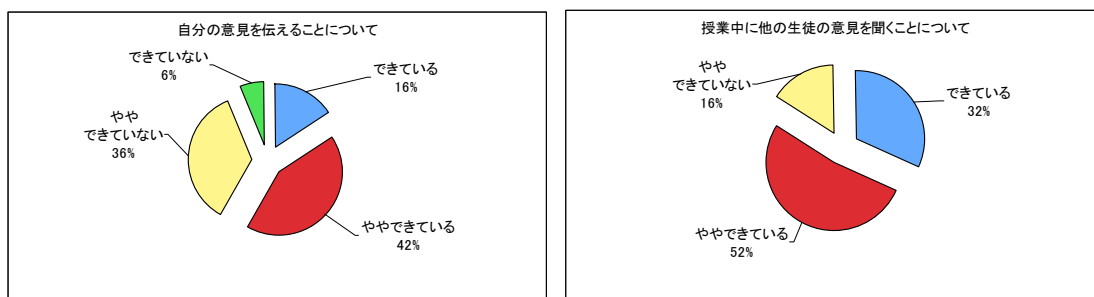 自分の意見を伝えることについて
できていない
6%
できている
16%
やや
できていない
36%
ややできている
42%
授業中に他の生徒の意見を聞くことについて
やや
できていない
16%
できている
32%
ややできている
52%